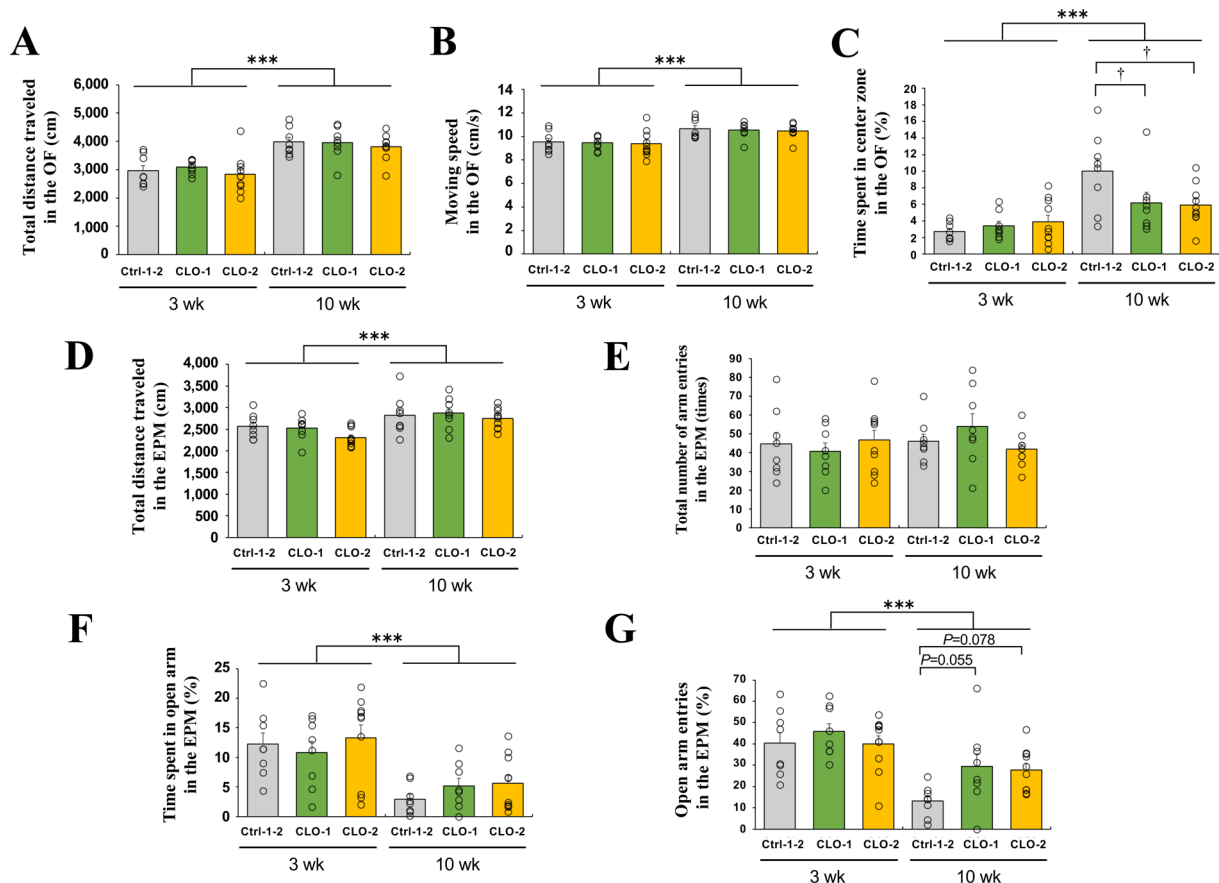 A
Total distance traveled
in the OF (cm)
***
6,000
5,000
4,000
3,000
2,000
1,000
0
Ctrl-1-2 CLO-1 CLO-2 Ctrl-1-2 CLO-1 CLO-2
3 wk 10 wk
B
Moving speed
in the OF (cm/s)
***
14
12
10
8
6
4
2
0
Ctrl-1-2 CLO-1 CLO-2 Ctrl-1-2 CLO-1 CLO-2
3 wk 10 wk
C
Time spent in center zone
in the OF (%)
***
†
†
20
18
16
14
12
10
8
6
4
2
0
Ctrl-1-2 CLO-1 CLO-2 Ctrl-1-2 CLO-1 CLO-2
3 wk 10 wk
D
Total distance traveled
in the EPM (cm)
***
4,000
3,500
3,000
2,500
2,000
1,500
1,000
500
0
Ctrl-1-2 CLO-1 CLO-2 Ctrl-1-2 CLO-1 CLO-2
3 wk 10 wk
E
Total number of arm entries
in the EPM (times)
90
80
70
60
50
40
30
20
10
0
Ctrl-1-2 CLO-1 CLO-2 Ctrl-1-2 CLO-1 CLO-2
3 wk 10 wk
F
Time spent in open arm
in the EPM (%)
***
25
20
15
10
5
0
Ctrl-1-2 CLO-1 CLO-2 Ctrl-1-2 CLO-1 CLO-2
3 wk 10 wk
G
Open arm entries
in the EPM (%)
***
P=0.078
P=0.055
70
60
50
40
30
20
10
0
Ctrl-1-2 CLO-1 CLO-2 Ctrl-1-2 CLO-1 CLO-2
3 wk 10 wk